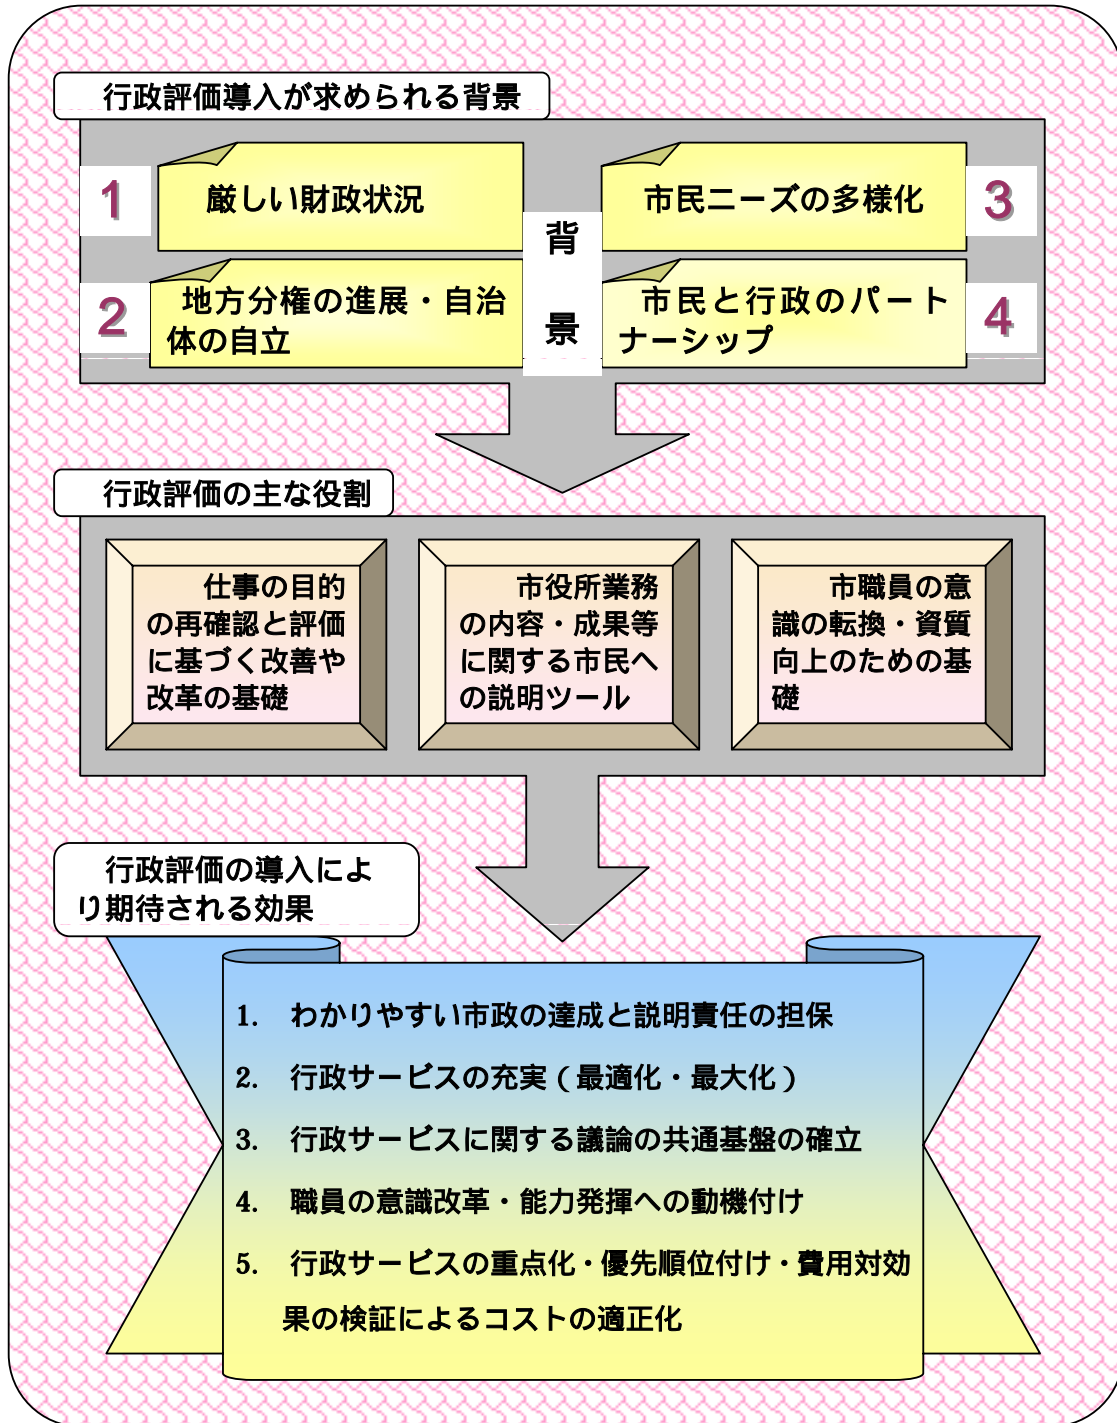 行政評価導入が求められる背景
1
厳しい財政状況
2
地方分権の進展・自治
体の自立
背
景
市民ニーズの多様化
3
市民と行政のパート
ナーシップ
4
行政評価の主な役割
仕事の目的
の再確認と評価
に基づく改善や
改革の基礎
市役所業務
の内容・成果等
に関する市民へ
の説明ツール
市職員の意
識の転換・資質
向上のための基
礎
行政評価の導入によ
り期待される効果
1. わかりやすい市政の達成と説明責任の担保
2. 行政サービスの充実（最適化・最大化）
3. 行政サービスに関する議論の共通基盤の確立
4. 職員の意識改革・能力発揮への動機付け
5. 行政サービスの重点化・優先順位付け・費用対効
果の検証によるコストの適正化